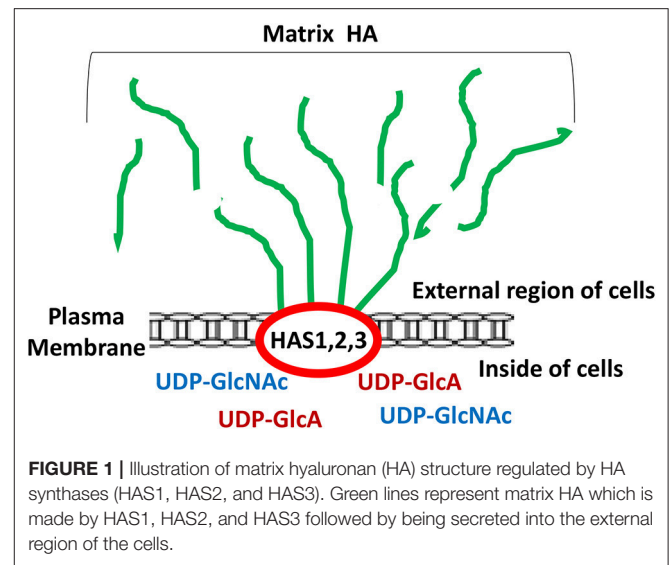 Matrix HA
External region of cells
Plasma
Membrane
HAS1,2,3
Inside of cells
UDP-GlcNAc
UDP-GlcA
UDP-GlcA
UDP-GlcNAc
FIGURE 1 | Illustration of matrix hyaluronan (HA) structure regulated by HA
synthases (HAS1, HAS2, and HAS3). Green lines represent matrix HA which is
made by HAS1, HAS2, and HAS3 followed by being secreted into the external
region of the cells.